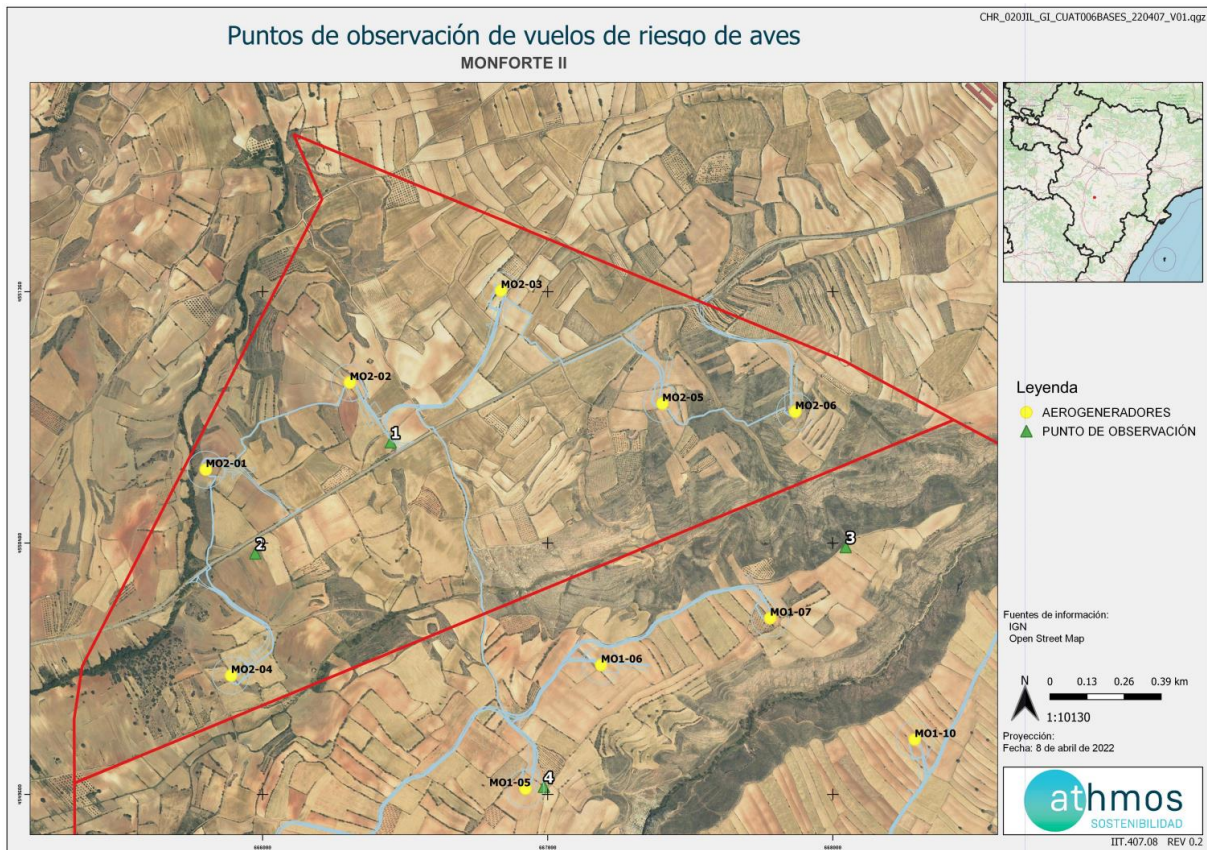 CHR_020JIL_GI_CUAT006BASES_220407_V01.qgz
Puntos de observación de vuelos de riesgo de aves
MONFORTE II
MO2-03
MO2-02
MO2-05
MO2-06
1
MO2-01
2
3
MO1-07
MO1-06
MO2-04
MO1-10
MO1-05
4
666000
667000
668000
Leyenda
AEROGENERADORES
PUNTO DE OBSERVACIÓN
Fuentes de información:
IGN
Open Street Map
N
0 0.13 0.26 0.39 km
1:10130
Proyección:
Fecha: 8 de abril de 2022
athmos
SOSTENIBILIDAD
IIT.407.08 REV 0.2